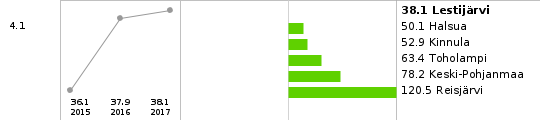 4.1
36.1 37.9 38.1
2015 2016 2017
38.1 Lestijärvi
50.1 Halsua
52.9 Kinnula
63.4 Toholampi
78.2 Keski-Pohjanmaa
120.5 Reisjärvi